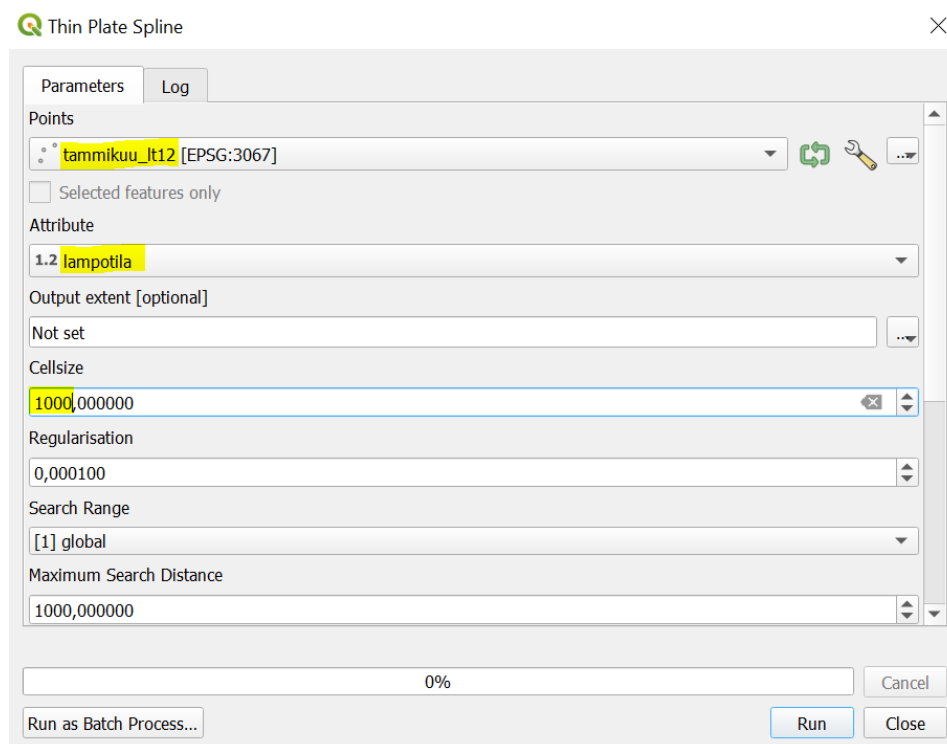 Thin Plate Spline
Parameters Log
Points
tammikuu_lt12 [EPSG:3067]
Selected features only
Attribute
1.2 lampotila
Output extent [optional]
Not set
Cellsize
1000,000000
Regularisation
0,000100
Search Range
[1] global
Maximum Search Distance
1000,000000
0%
Cancel
Run as Batch Process... Run Close